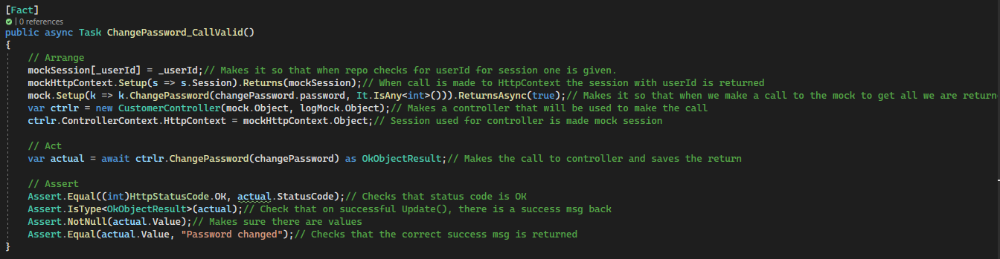 [Fact]
| 0 references
public async Task ChangePassword_CallValid()
{
// Arrange
mockSession[_userId] = _userId;// Makes it so that when repo checks for userId for session one is given.
mockHttpContext.Setup(s => s.Session).Returns(mockSession);// When call is made to HttpContext the session with userId is returned
mock.Setup(k => k.ChangePassword(changePassword.password, It.IsAny<int>())).ReturnsAsync(true);// Makes it so that when we make a call to the mock to get all we are return
var ctrlr = new CustomerController(mock.Object, logMock.Object);// Makes a controller that will be used to make the call
ctrlr.ControllerContext.HttpContext = mockHttpContext.Object;// Session used for controller is made mock session
// Act
var actual = await ctrlr.ChangePassword(changePassword) as OkObjectResult;// Makes the call to controller and saves the return
// Assert
Assert.Equal((int)HttpStatusCode.OK, actual.StatusCode);// Checks that status code is OK
Assert.IsType<OkObjectResult>(actual);// Check that on successful Update(), there is a success msg back
Assert.NotNull(actual.Value);// Makes sure there are values
Assert.Equal(actual.Value, "Password changed");// Checks that the correct success msg is returned
}